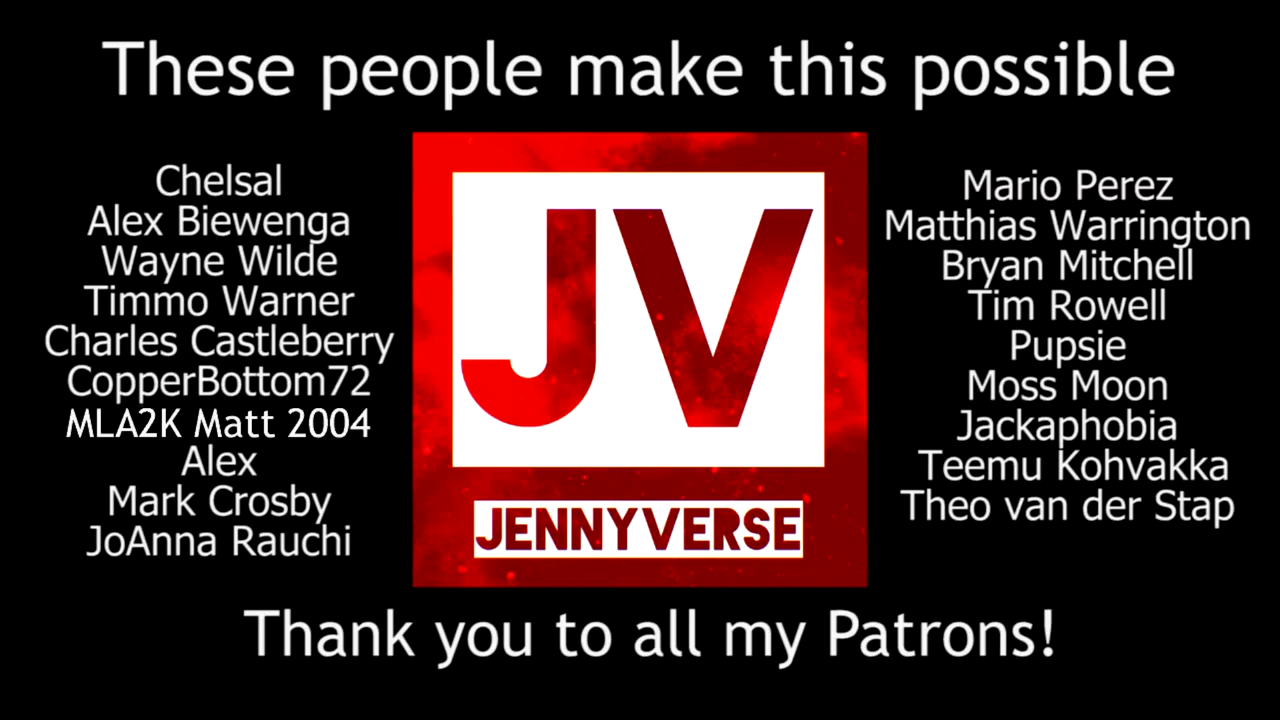 These people make this possible
Chelsal
Alex Biewenga
Wayne Wilde
Timmo Warner
Charles Castleberry
CopperBottom72
MLA2K Matt 2004
Alex
Mark Crosby
JoAnna Rauchi
JV
JENNYVERSE
Mario Perez
Matthias Warrington
Bryan Mitchell
Tim Rowell
Pupsie
Moss Moon
Jackaphobia
Teemu Kohvakka
Theo van der Stap
Thank you to all my Patrons!